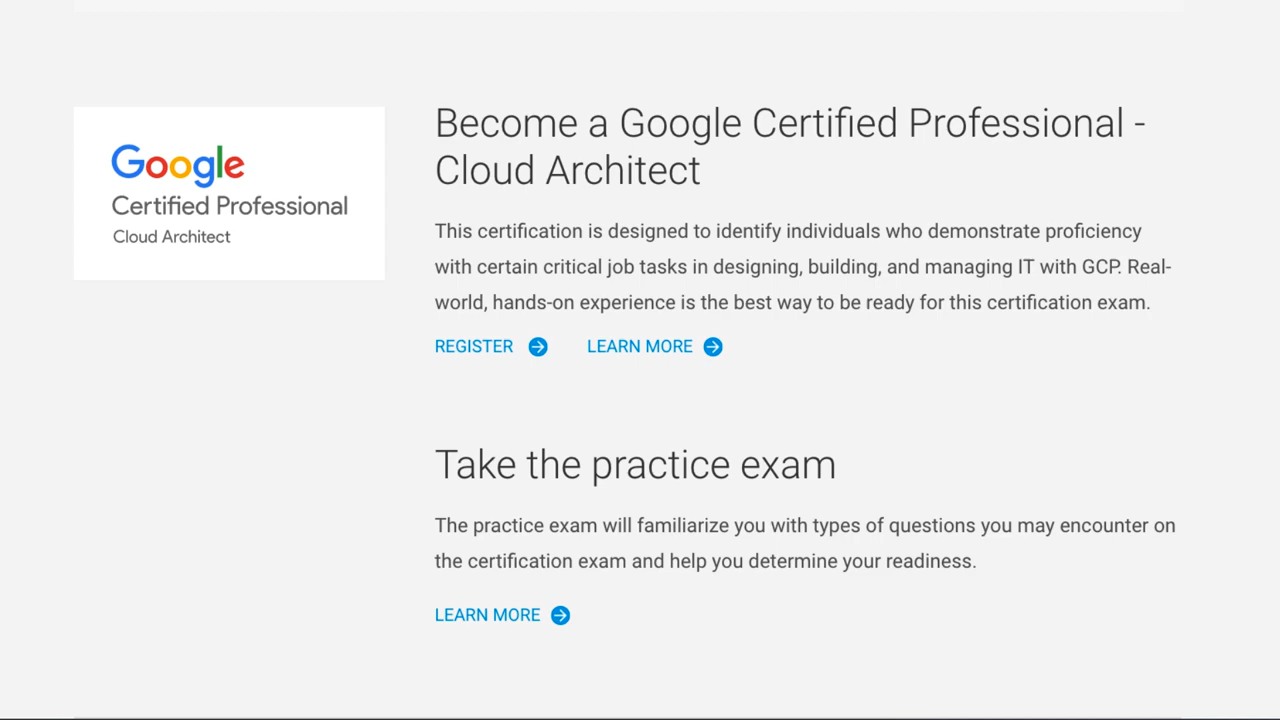 Google
Certified Professional
Cloud Architect
Become a Google Certified Professional -
Cloud Architect
This certification is designed to identify individuals who demonstrate proficiency
with certain critical job tasks in designing, building, and managing IT with GCP. Real-
world, hands-on experience is the best way to be ready for this certification exam.
REGISTER LEARN MORE
Take the practice exam
The practice exam will familiarize you with types of questions you may encounter on
the certification exam and help you determine your readiness.
LEARN MORE